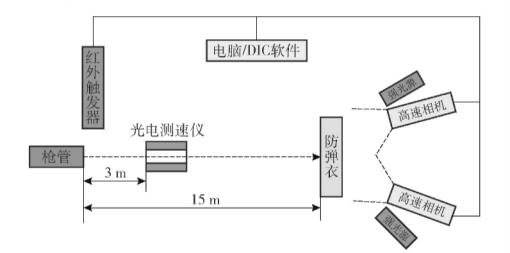 电脑/DIC软件
红外触发器
强光源
高速相机
光电测速仪
防弹衣
枪管
3 m
15 m
高速相机
强光源